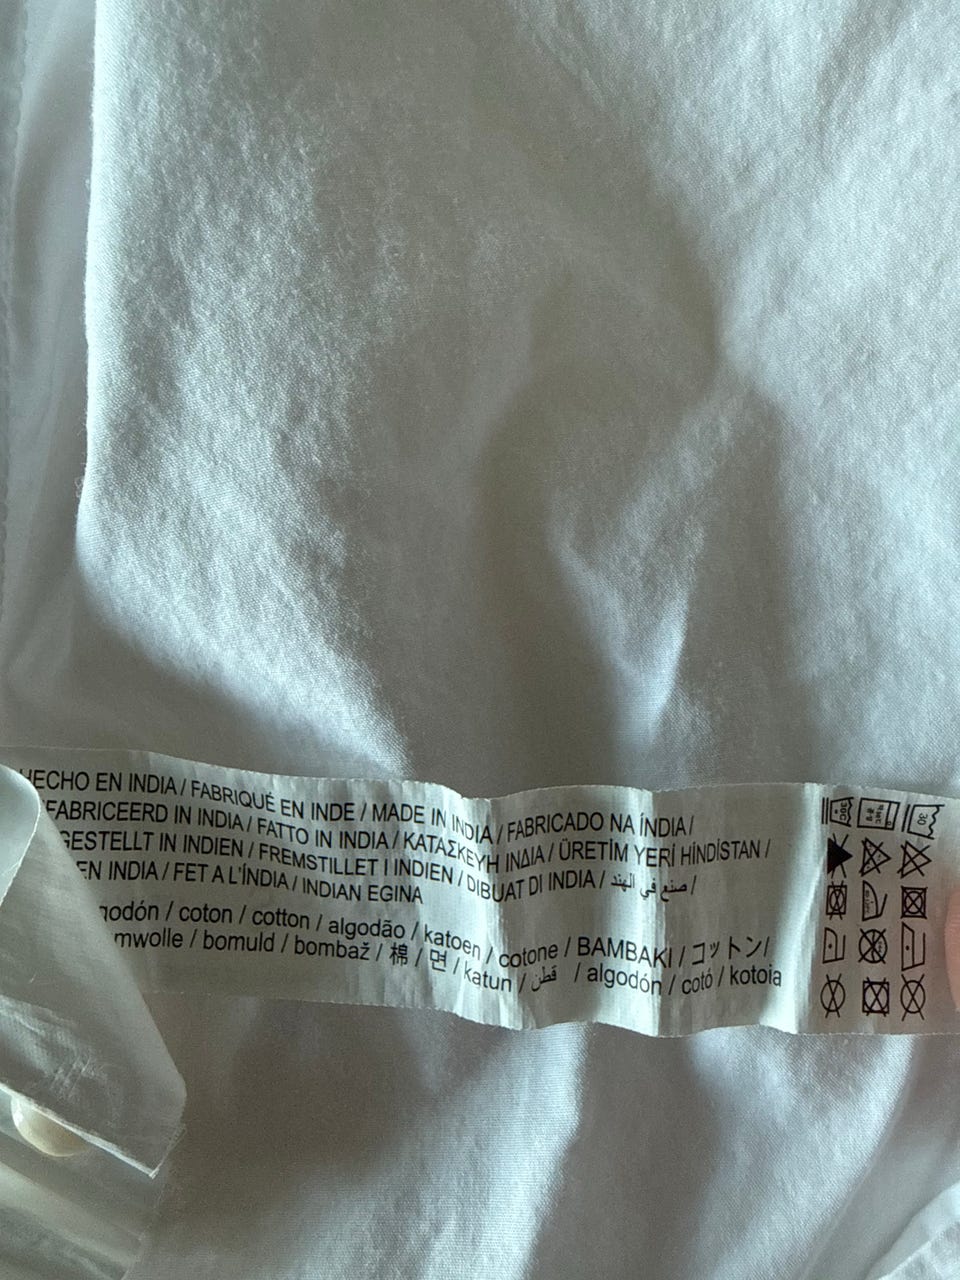 HECHO EN INDIA / FABRIQUÉ EN INDE / MADE IN INDIA / FABRICADO NA ÍNDIA /
FABRICEERD IN INDIA / FATTO IN INDIA / ΚΑΤΑΣΚΕΥΗ ΙΝΔΙΑ / ÜRETİM YERİ HİNDİSTAN /
GESTELLT IN INDIEN / FREMSTILLET I INDIEN / DIBUAT DI INDIA / صنع في الهند /
EN INDIA / FET A L'ÍNDIA / INDIAN EGINA
godón / coton / cotton / algodão / katoen / cotone / BAMBAKI / コットン /
mwolle / bomuld / bombaž / 棉 / 면 / katun / قطن / algodón / cotó / kotoia
30